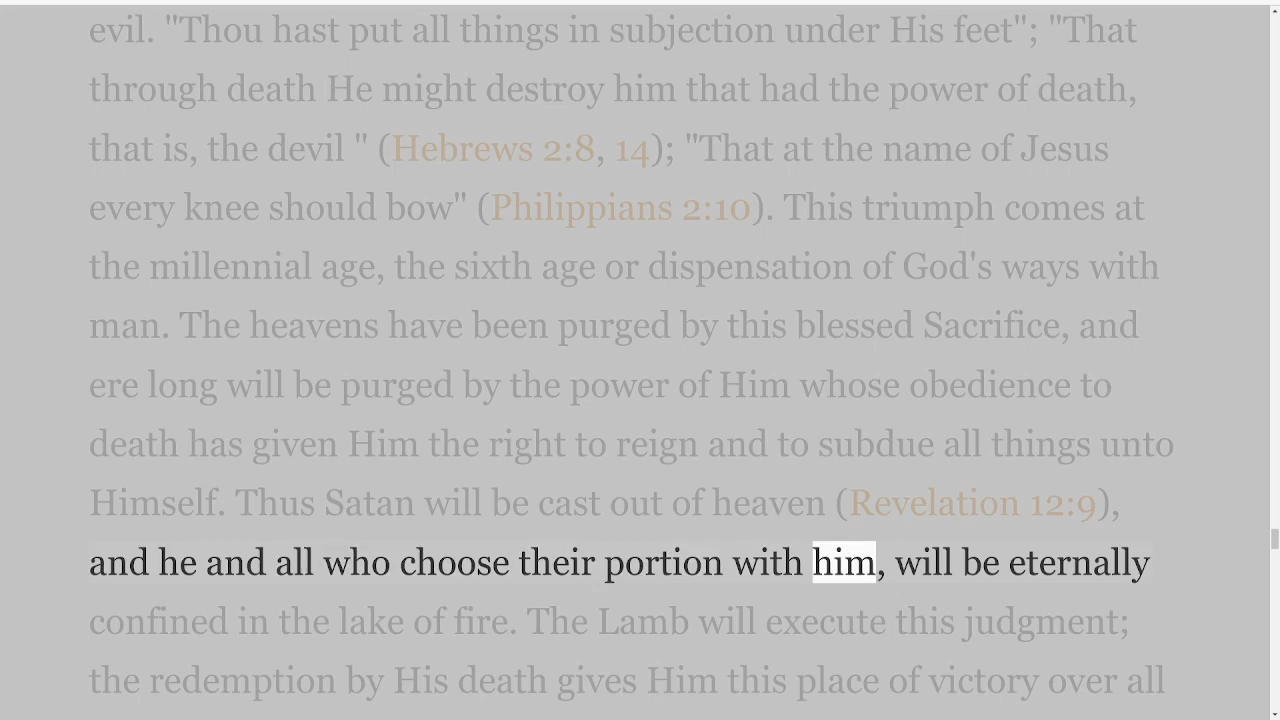 evil. "Thou hast put all things in subjection under His feet"; "That
through death He might destroy him that had the power of death,
that is, the devil " (Hebrews 2:8, 14); "That at the name of Jesus
every knee should bow" (Philippians 2:10). This triumph comes at
the millennial age, the sixth age or dispensation of God's ways with
man. The heavens have been purged by this blessed Sacrifice, and
ere long will be purged by the power of Him whose obedience to
death has given Him the right to reign and to subdue all things unto
Himself. Thus Satan will be cast out of heaven (Revelation 12:9),
and he and all who choose their portion with him, will be eternally
confined in the lake of fire. The Lamb will execute this judgment;
the redemption by His death gives Him this place of victory over all